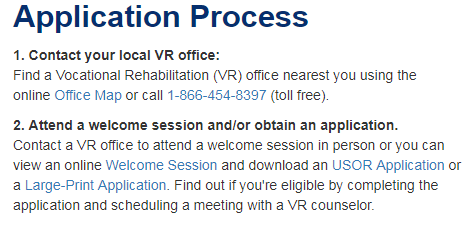 Application Process
1. Contact your local VR office:
Find a Vocational Rehabilitation (VR) office nearest you using the
online Office Map or call 1-866-454-8397 (toll free).
2. Attend a welcome session and/or obtain an application.
Contact a VR office to attend a welcome session in person or you can
view an online Welcome Session and download an USOR Application or
a Large-Print Application. Find out if you're eligible by completing the
application and scheduling a meeting with a VR counselor.